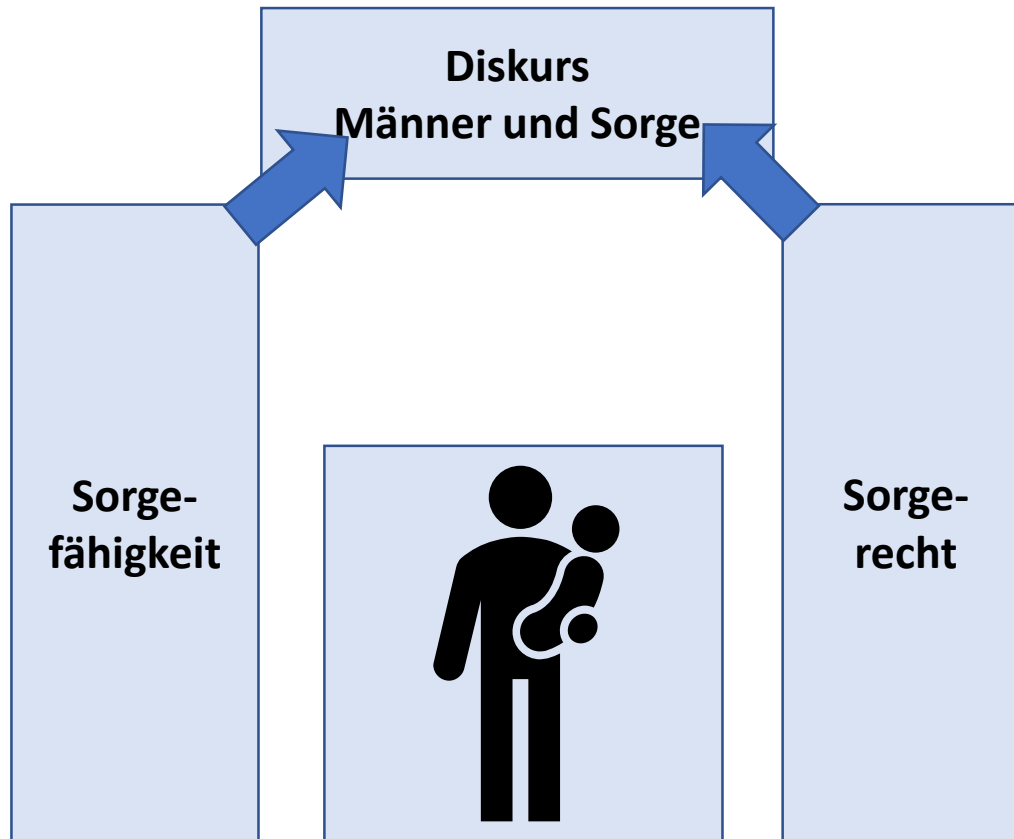 Diskurs
Männer und Sorge
Sorge-
fähigkeit
Sorge-
recht